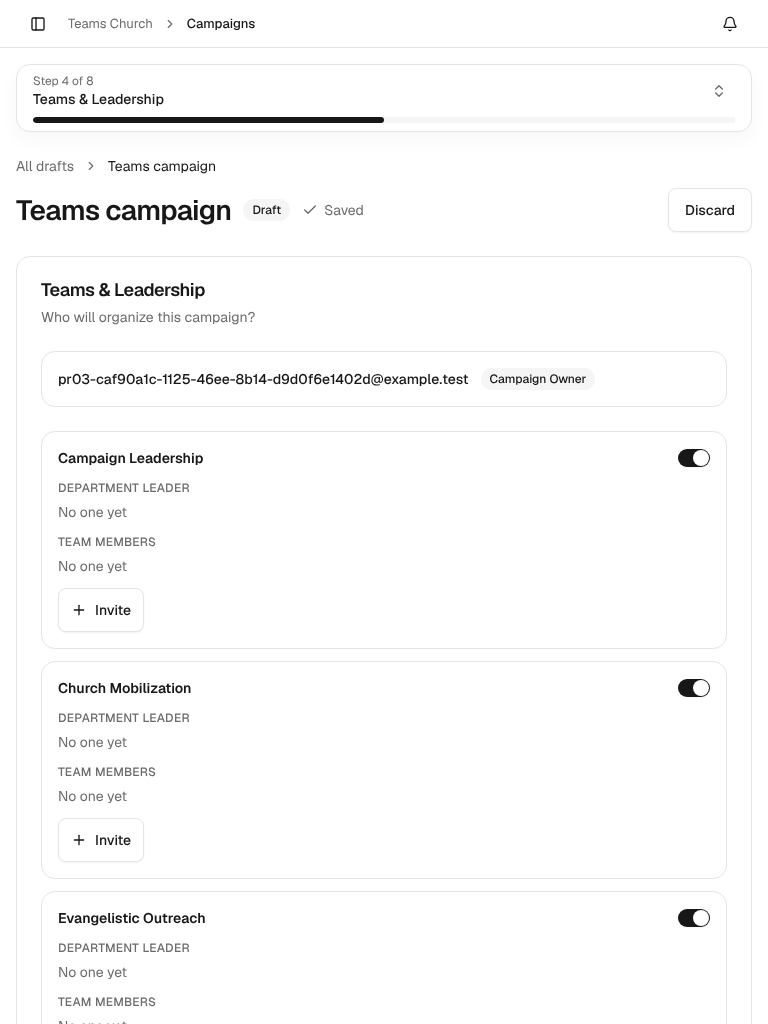 Teams Church > Campaigns
Step 4 of 8
Teams & Leadership
All drafts > Teams campaign
Teams campaign Draft Saved Discard
Teams & Leadership
Who will organize this campaign?
pr03-caf90a1c-1125-46ee-8b14-d9d0f6e1402d@example.test Campaign Owner
Campaign Leadership
DEPARTMENT LEADER
No one yet
TEAM MEMBERS
No one yet
+ Invite
Church Mobilization
DEPARTMENT LEADER
No one yet
TEAM MEMBERS
No one yet
+ Invite
Evangelistic Outreach
DEPARTMENT LEADER
No one yet
TEAM MEMBERS